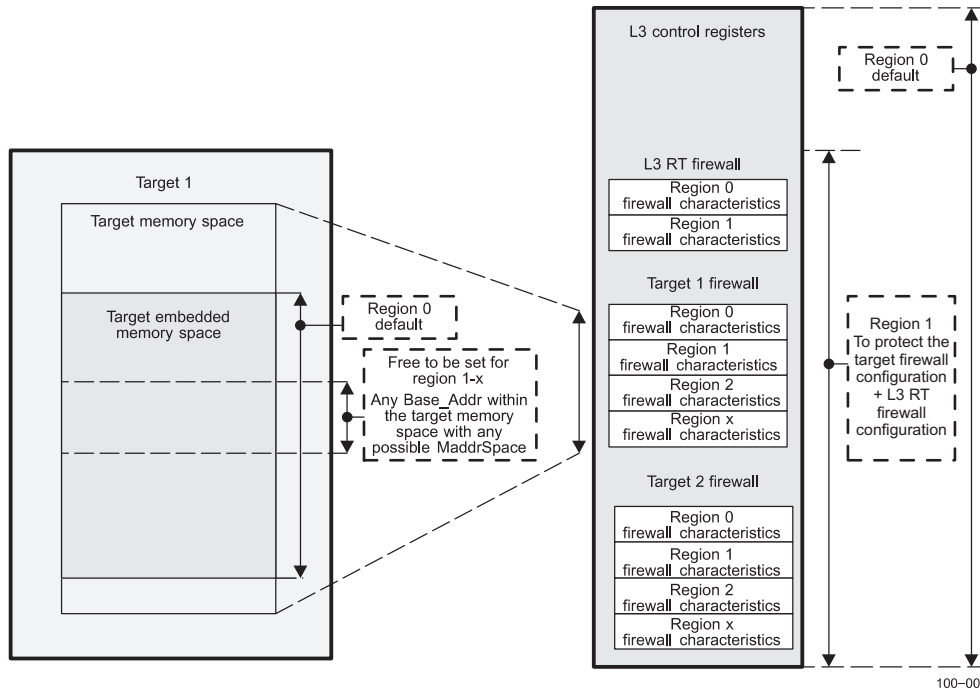 Target 1
Target memory space
Target embedded
memory space
Region 0
default
Free to be set for
region 1-x
Any Base_Addr within
the target memory
space with any
possible MaddrSpace
L3 control registers
L3 RT firewall
Region 0
firewall characteristics
Region 1
firewall characteristics
Target 1 firewall
Region 0
firewall characteristics
Region 1
firewall characteristics
Region 2
firewall characteristics
Region x
firewall characteristics
Target 2 firewall
Region 0
firewall characteristics
Region 1
firewall characteristics
Region 2
firewall characteristics
Region x
firewall characteristics
Region 0
default
Region 1
To protect the
target firewall
configuration
+ L3 RT
firewall
configuration
100–00